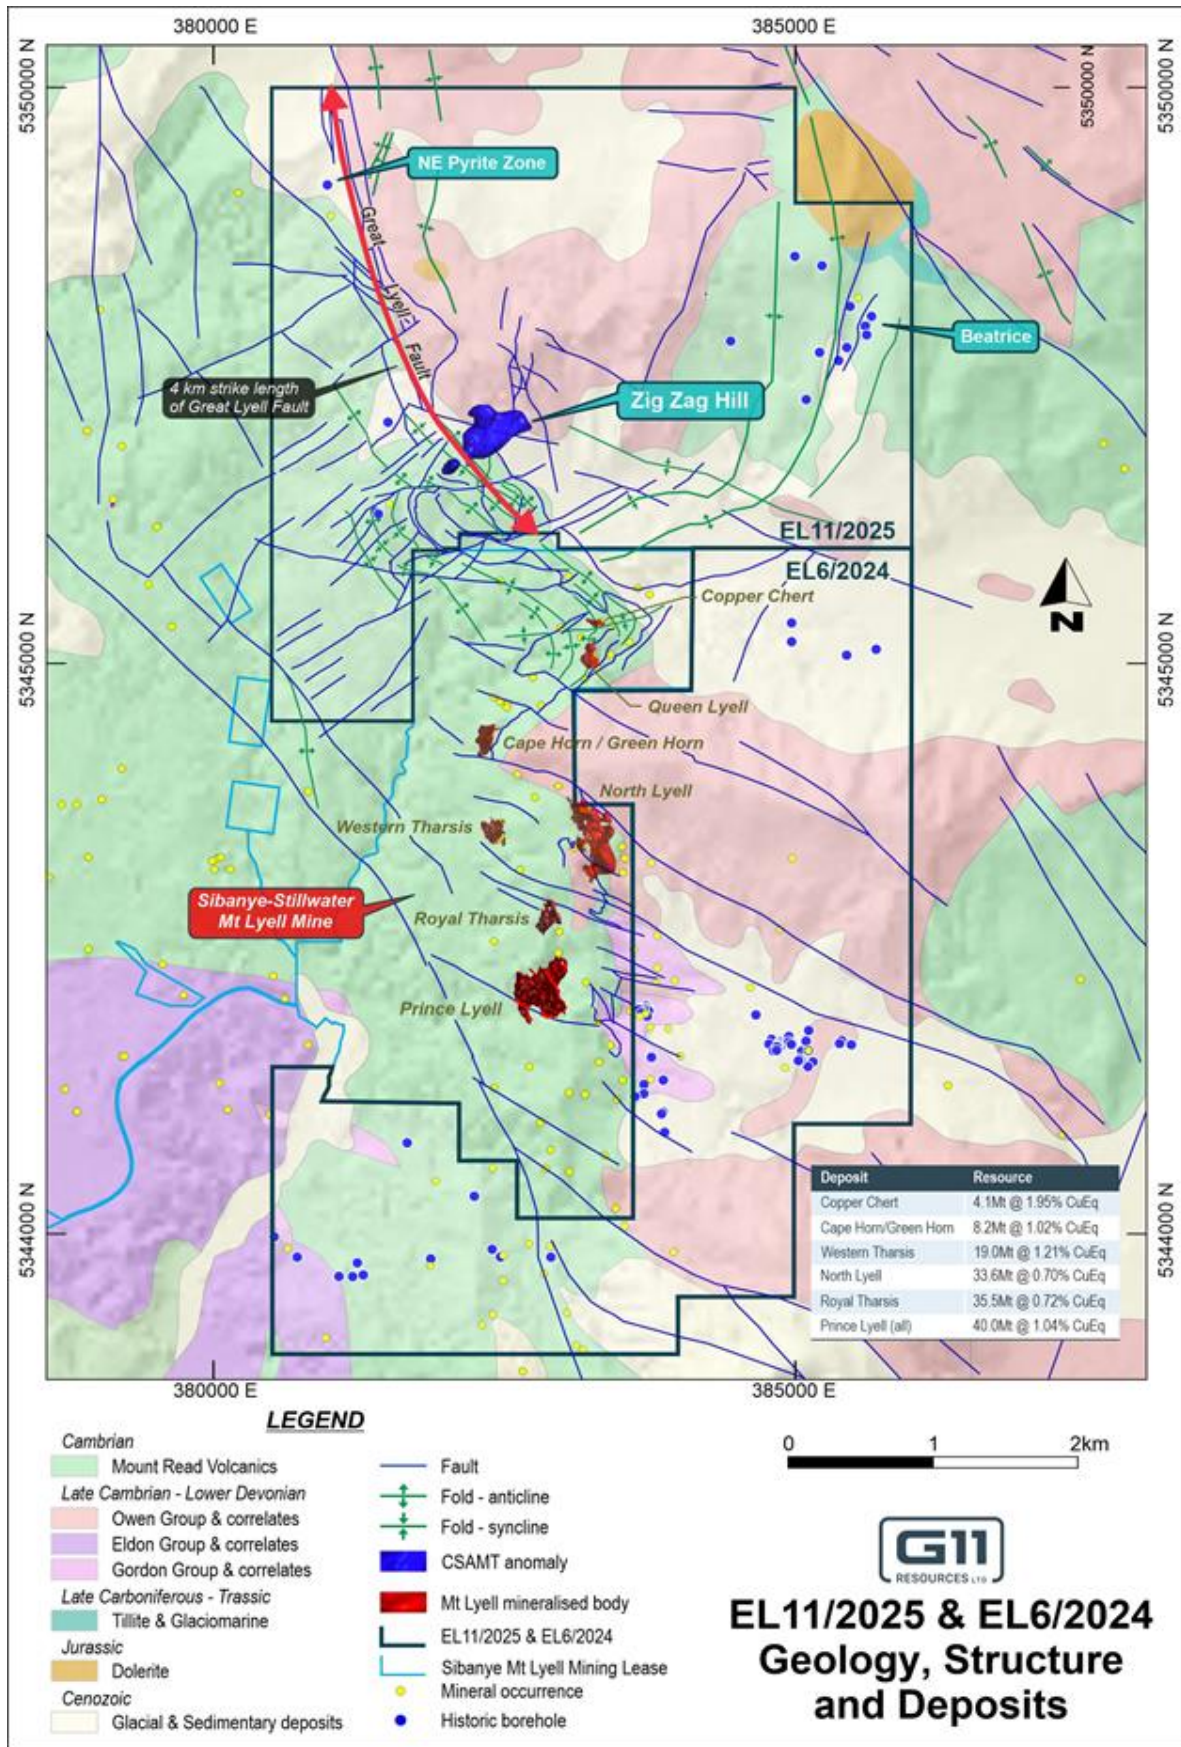 380000 E
385000 E
5350000 N
5350000 N
5350000 N
NE Pyrite Zone
Great Lyell Fault
Beatrice
4 km strike length
of Great Lyell Fault
Zig Zag Hill
EL11/2025
EL6/2024
Copper Chert
N
5345000 N
5345000 N
Queen Lyell
Cape Horn / Green Horn
North Lyell
Western Tharsis
Sibanye-Stillwater
Mt Lyell Mine
Royal Tharsis
Prince Lyell
5344000 N
5344000 N
Deposit Resource
Copper Chert 4.1Mt @ 1.95% CuEq
Cape Horn/Green Horn 8.2Mt @ 1.02% CuEq
Western Tharsis 19.0Mt @ 1.21% CuEq
North Lyell 33.6Mt @ 0.70% CuEq
Royal Tharsis 35.5Mt @ 0.72% CuEq
Prince Lyell (all) 40.0Mt @ 1.04% CuEq
380000 E
385000 E
LEGEND
Cambrian
Mount Read Volcanics
Late Cambrian - Lower Devonian
Owen Group & correlates
Eldon Group & correlates
Gordon Group & correlates
Late Carboniferous - Trassic
Tillite & Glaciomarine
Jurassic
Dolerite
Cenozoic
Glacial & Sedimentary deposits
Fault
Fold - anticline
Fold - syncline
CSAMT anomaly
Mt Lyell mineralised body
EL11/2025 & EL6/2024
Sibanye Mt Lyell Mining Lease
Mineral occurrence
Historic borehole
0 1 2km
G11
RESOURCES LTD
EL11/2025 & EL6/2024
Geology, Structure
and Deposits